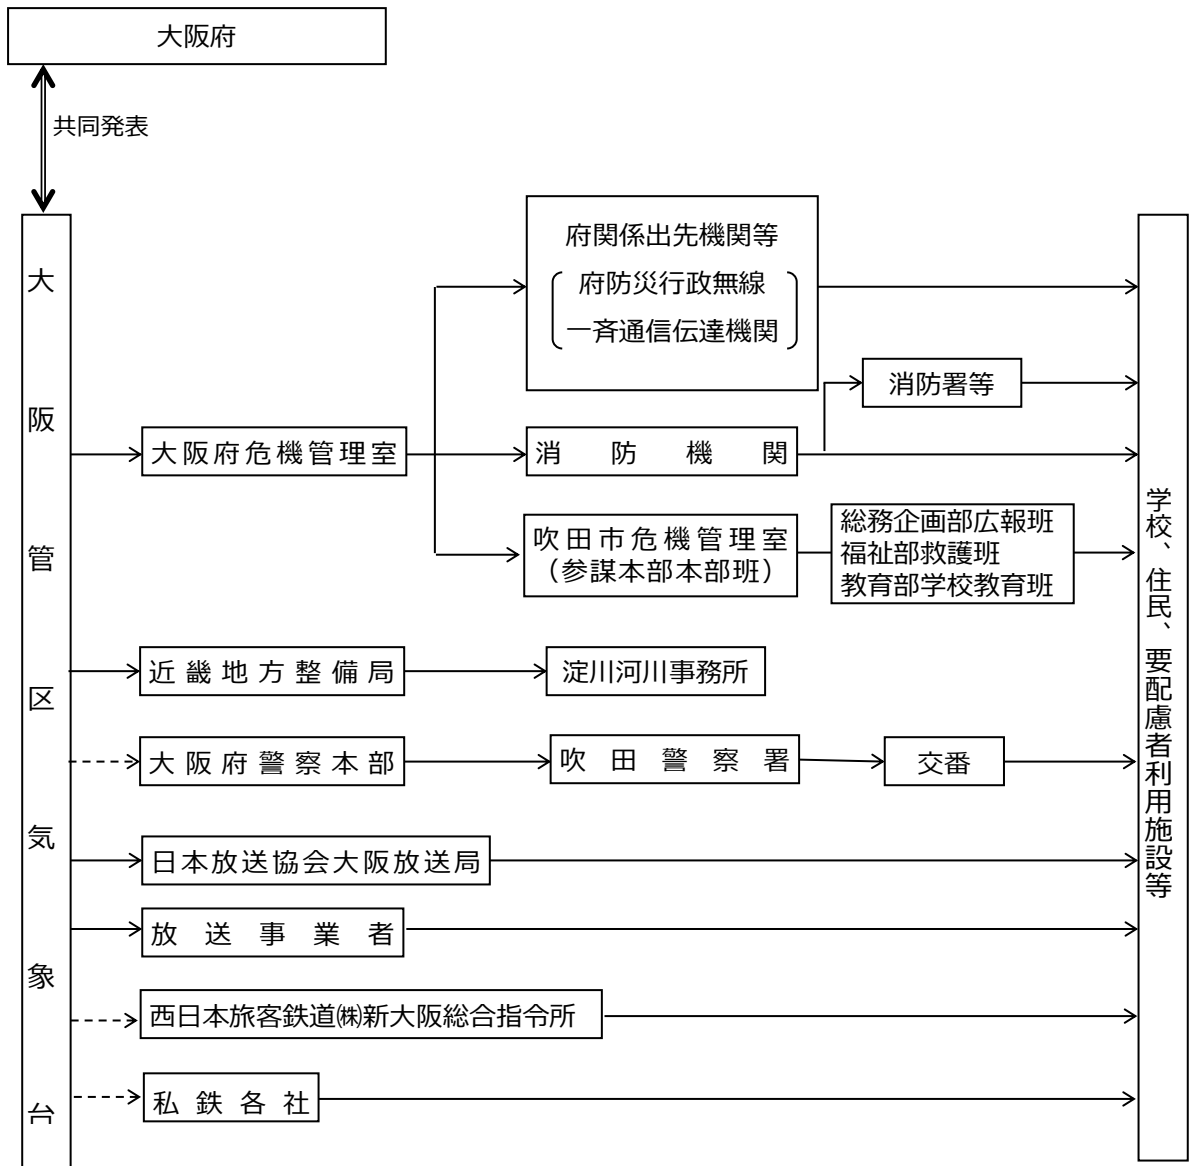 大阪府
共同発表
大阪管区気象台
府関係出先機関等
府防災行政無線
一斉通信伝達機関
消防署等
大阪府危機管理室
消防機関
吹田市危機管理室
（参謀本部本部班）
総務企画部広報班
福祉部救護班
教育部学校教育班
近畿地方整備局
淀川河川事務所
大阪府警察本部
吹田警察署
交番
日本放送協会大阪放送局
放送事業者
西日本旅客鉄道㈱新大阪総合指令所
私鉄各社
学校、住民、要配慮者利用施設等